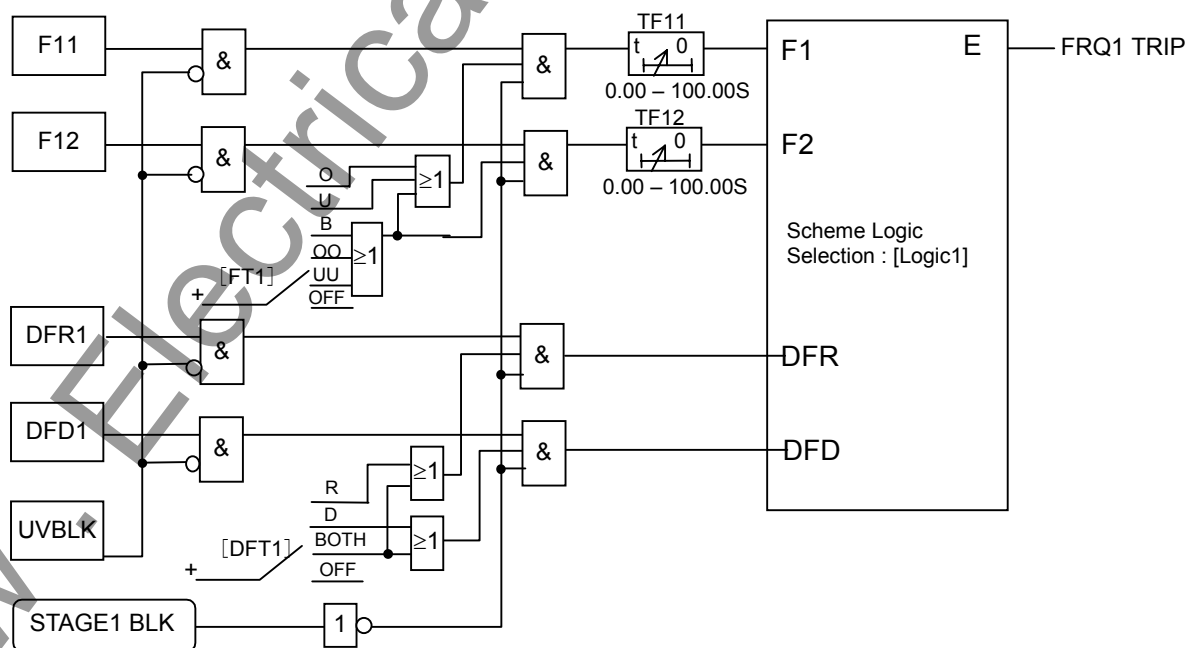 F11
&
&
TF11
t 0
0.00 – 100.00S
F1
E
FRQ1 TRIP
F12
&
&
TF12
t 0
0.00 – 100.00S
F2
O
U
B
OO
UU
OFF
≥1
≥1
[FT1]
+
Scheme Logic
Selection : [Logic1]
DFR1
&
&
DFR
DFD1
&
&
DFD
UVBLK
R
D
BOTH
OFF
≥1
≥1
[DFT1]
+
STAGE1 BLK
1
Electrica